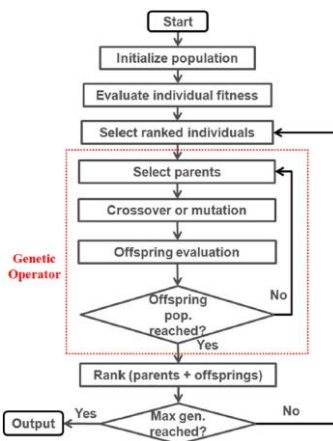 Start
Initialize population
Evaluate individual fitness
Select ranked individuals
Select parents
Crossover or mutation
Genetic
Operator
Offspring evaluation
Offspring
pop.
reached?
No
Yes
Rank (parents + offsprings)
Output
Yes
Max gen.
reached?
No